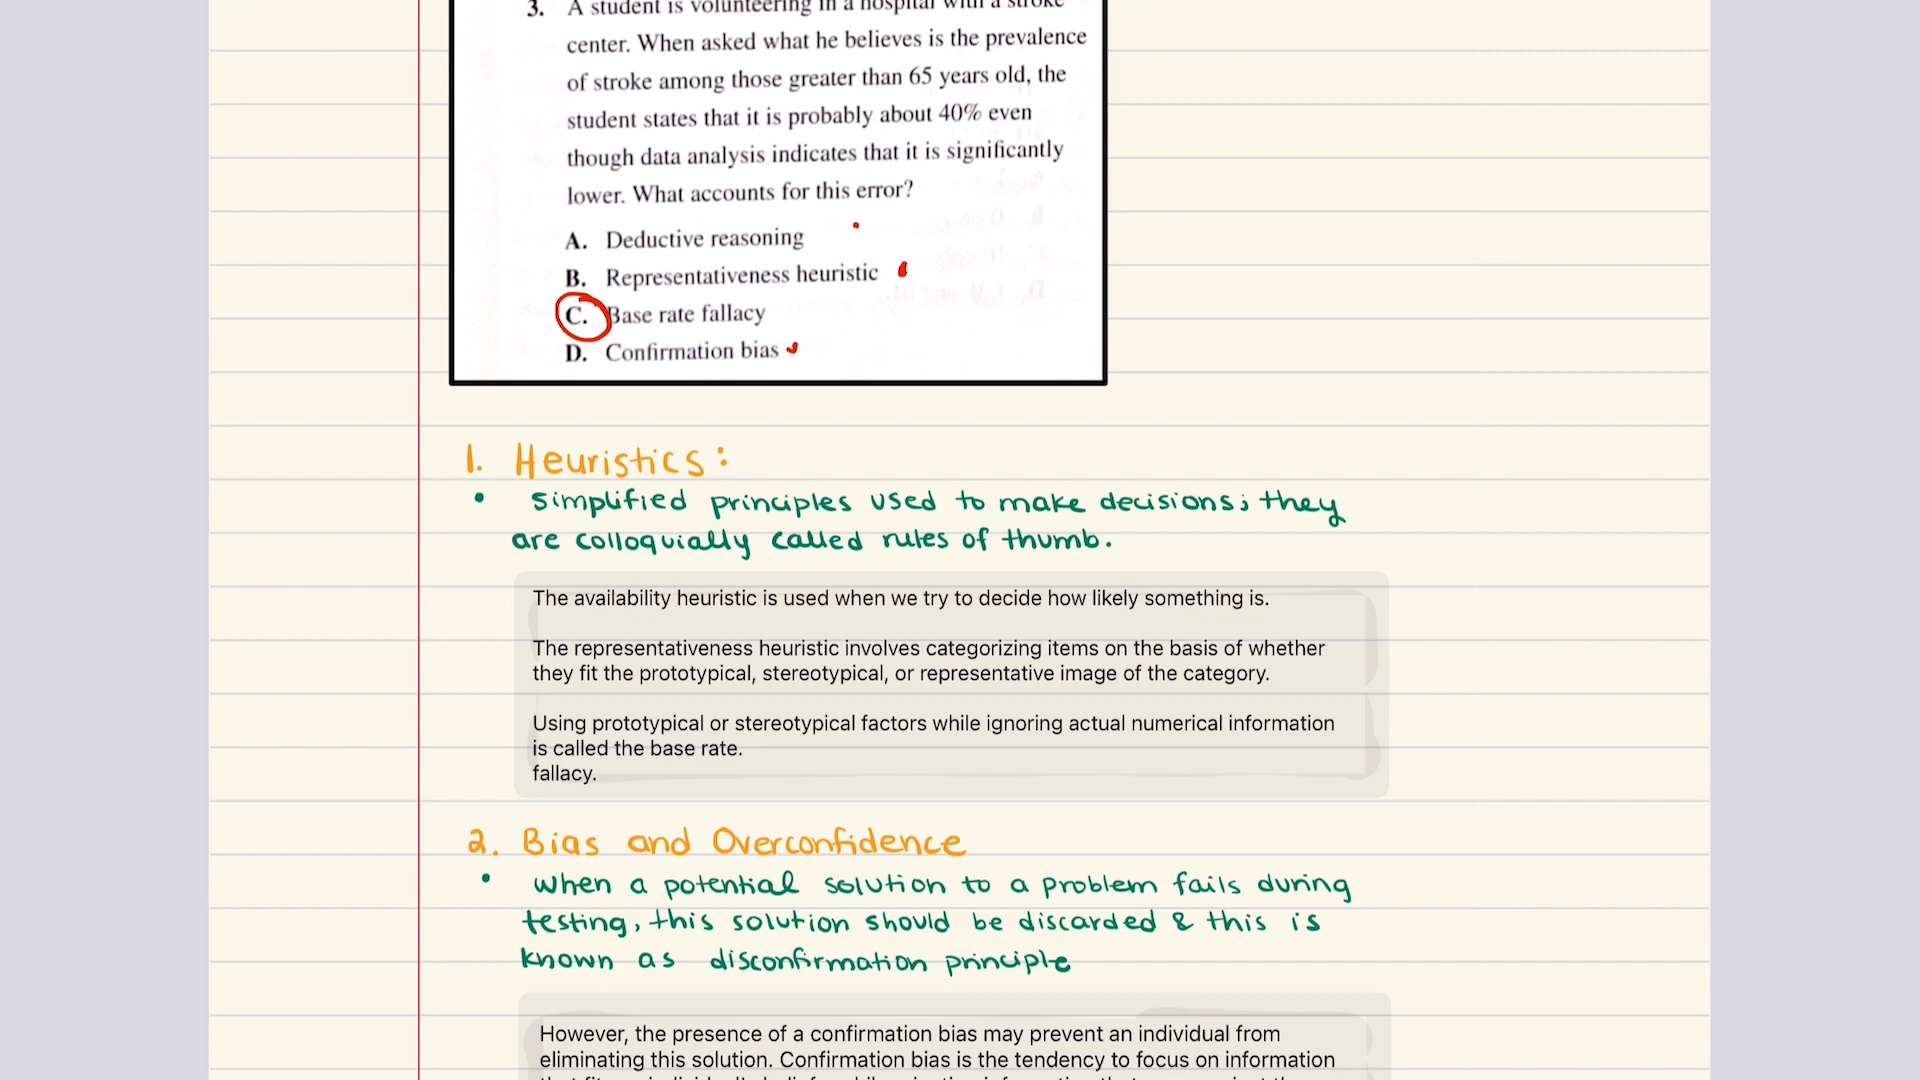 3. A student is volunteering in a hospital with a stroke
center. When asked what he believes is the prevalence
of stroke among those greater than 65 years old, the
student states that it is probably about 40% even
though data analysis indicates that it is significantly
lower. What accounts for this error?
A. Deductive reasoning
B. Representativeness heuristic
C. Base rate fallacy
D. Confirmation bias
1. Heuristics:
• simplified principles used to make decisions; they
are colloquially called rules of thumb.
The availability heuristic is used when we try to decide how likely something is.
The representativeness heuristic involves categorizing items on the basis of whether
they fit the prototypical, stereotypical, or representative image of the category.
Using prototypical or stereotypical factors while ignoring actual numerical information
is called the base rate.
fallacy.
2. Bias and Overconfidence
• when a potential solution to a problem fails during
testing, this solution should be discarded & this is
known as disconfirmation principle
However, the presence of a confirmation bias may prevent an individual from
eliminating this solution. Confirmation bias is the tendency to focus on information